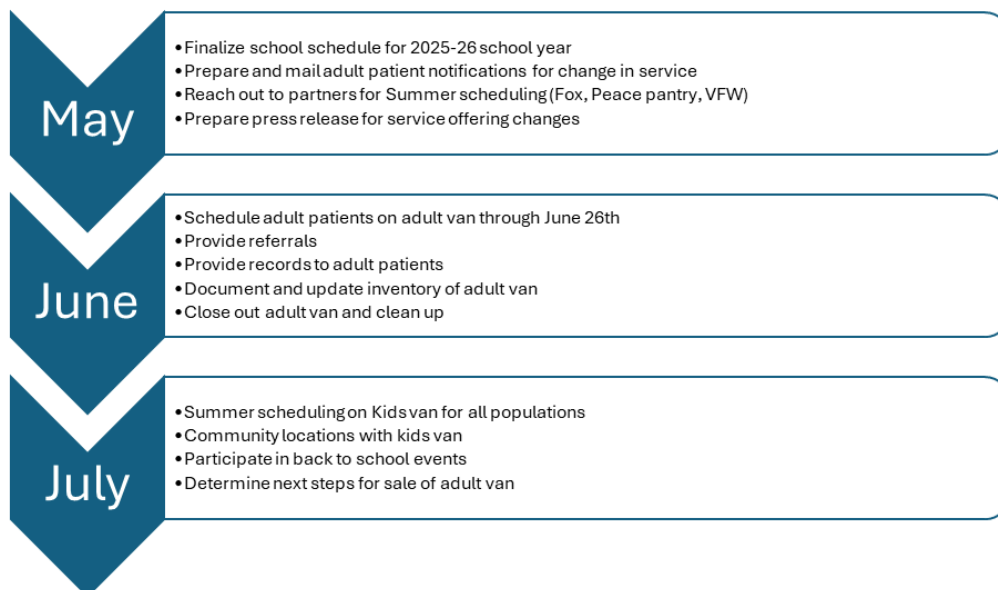 May
•Finalize school schedule for 2025-26 school year
•Prepare and mail adult patient notifications for change in service
•Reach out to partners for Summer scheduling (Fox, Peace pantry, VFW)
•Prepare press release for service offering changes
June
•Schedule adult patients on adult van through June 26th
•Provide referrals
•Provide records to adult patients
•Document and update inventory of adult van
•Close out adult van and clean up
July
•Summer scheduling on Kids van for all populations
•Community locations with kids van
•Participate in back to school events
•Determine next steps for sale of adult van